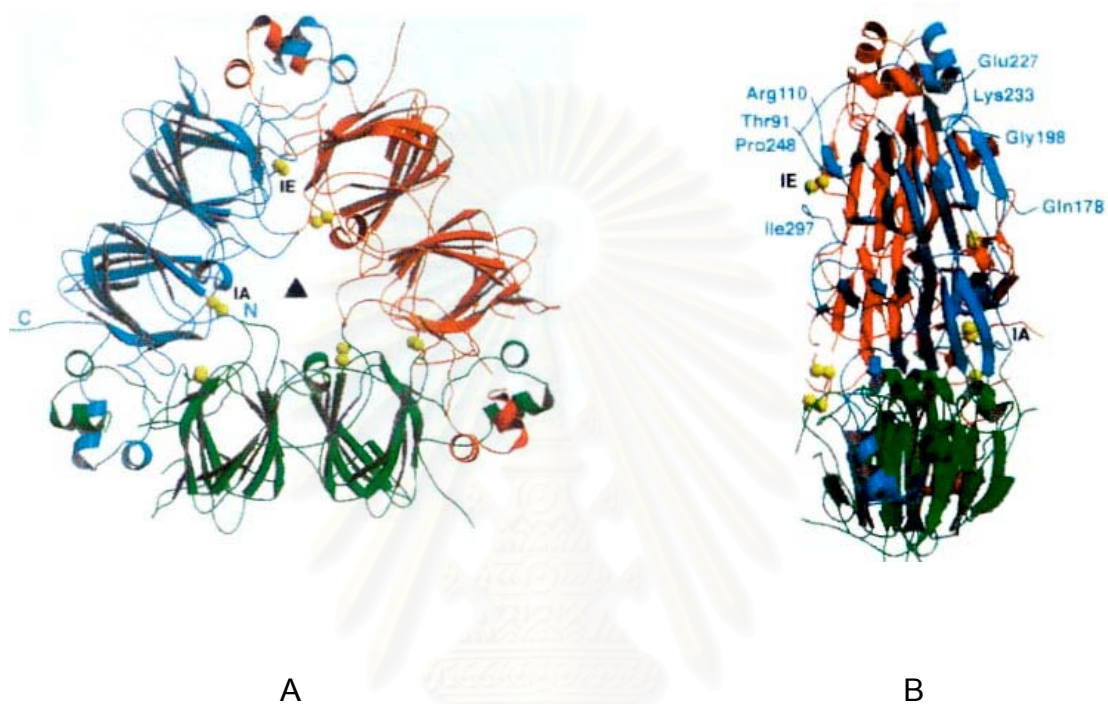 IE
IA
N
C
Glu227
Arg110
Lys233
Thr91
Pro248
Gly198
IE
Gln178
Ile297
IA
A
B